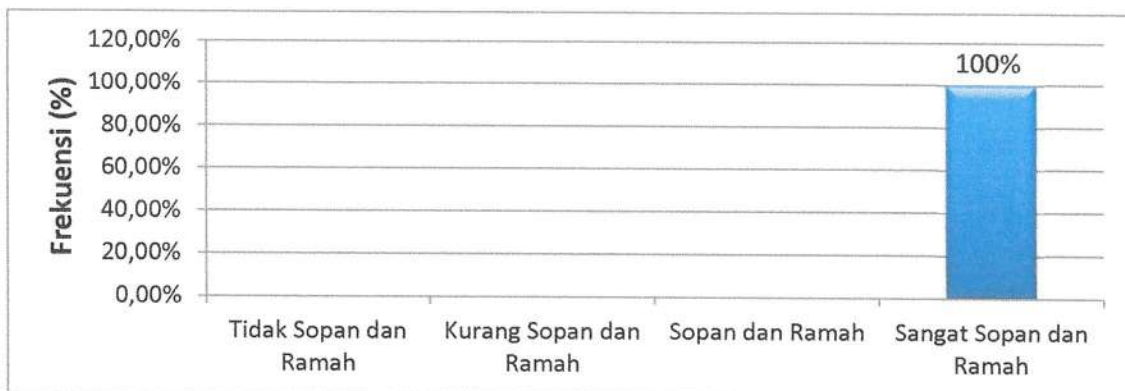 Frekuensi (%)
120,00%
100,00%
80,00%
60,00%
40,00%
20,00%
0,00%
100%
Tidak Sopan dan
Ramah
Kurang Sopan dan
Ramah
Sopan dan Ramah
Sangat Sopan dan
Ramah